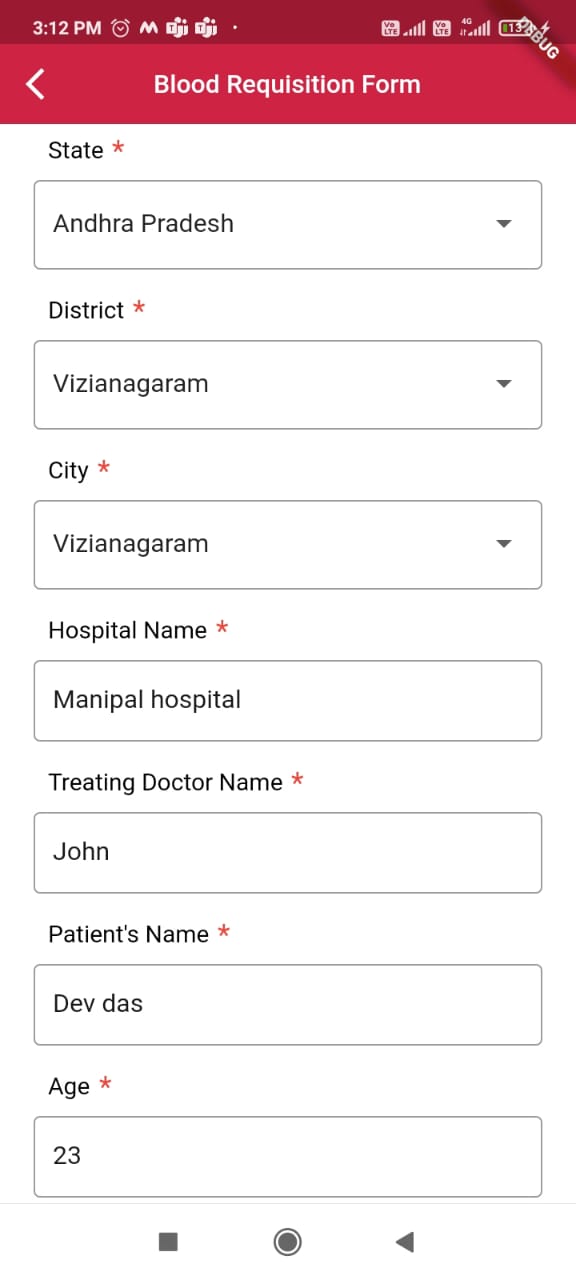 3:12 PM
Vo LTE Vo LTE 4G 13
DEBUG
Blood Requisition Form
State *
Andhra Pradesh
District *
Vizianagaram
City *
Vizianagaram
Hospital Name *
Manipal hospital
Treating Doctor Name *
John
Patient's Name *
Dev das
Age *
23